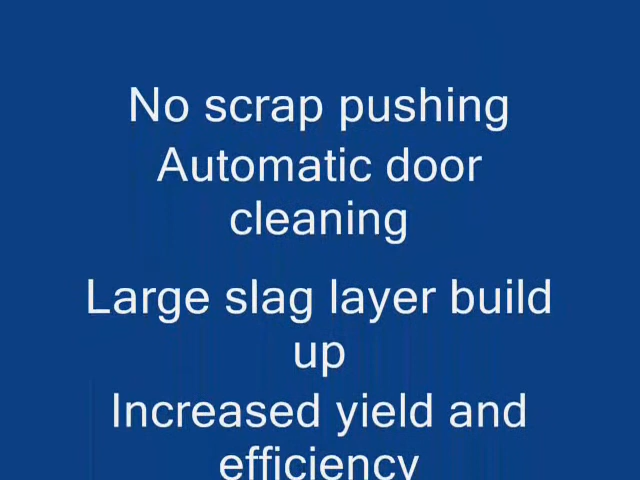 No scrap pushing
Automatic door
cleaning
Large slag layer build
up
Increased yield and
efficiency